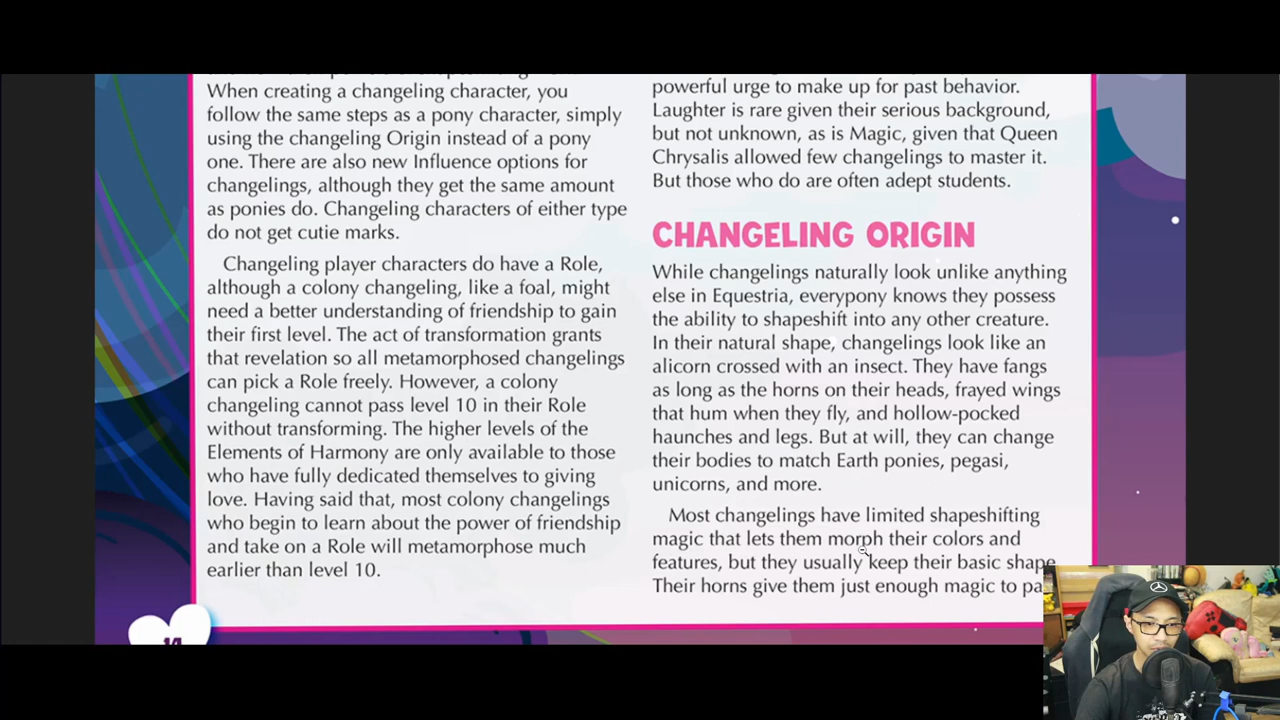 When creating a changeling character, you
follow the same steps as a pony character, simply
using the changeling Origin instead of a pony
one. There are also new Influence options for
changelings, although they get the same amount
as ponies do. Changeling characters of either type
do not get cutie marks.
Changeling player characters do have a Role,
although a colony changeling, like a foal, might
need a better understanding of friendship to gain
their first level. The act of transformation grants
that revelation so all metamorphosed changelings
can pick a Role freely. However, a colony
changeling cannot pass level 10 in their Role
without transforming. The higher levels of the
Elements of Harmony are only available to those
who have fully dedicated themselves to giving
love. Having said that, most colony changelings
who begin to learn about the power of friendship
and take on a Role will metamorphose much
earlier than level 10.
powerful urge to make up for past behavior.
Laughter is rare given their serious background,
but not unknown, as is Magic, given that Queen
Chrysalis allowed few changelings to master it.
But those who do are often adept students.
CHANGELING ORIGIN
While changelings naturally look unlike anything
else in Equestria, everypony knows they possess
the ability to shapeshift into any other creature.
In their natural shape, changelings look like an
alicorn crossed with an insect. They have fangs
as long as the horns on their heads, frayed wings
that hum when they fly, and hollow-pocked
haunches and legs. But at will, they can change
their bodies to match Earth ponies, pegasi,
unicorns, and more.
Most changelings have limited shapeshifting
magic that lets them morph their colors and
features, but they usually keep their basic shape
Their horns give them just enough magic to pa